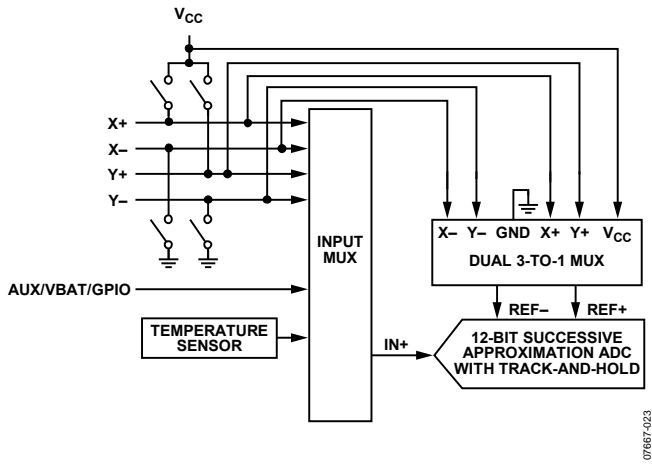 VCC
X+
X–
Y+
Y–
AUX/VBAT/GPIO
TEMPERATURE
SENSOR
INPUT
MUX
X– Y– GND X+ Y+ VCC
DUAL 3-TO-1 MUX
REF– REF+
IN+
12-BIT SUCCESSIVE
APPROXIMATION ADC
WITH TRACK-AND-HOLD
07667-023